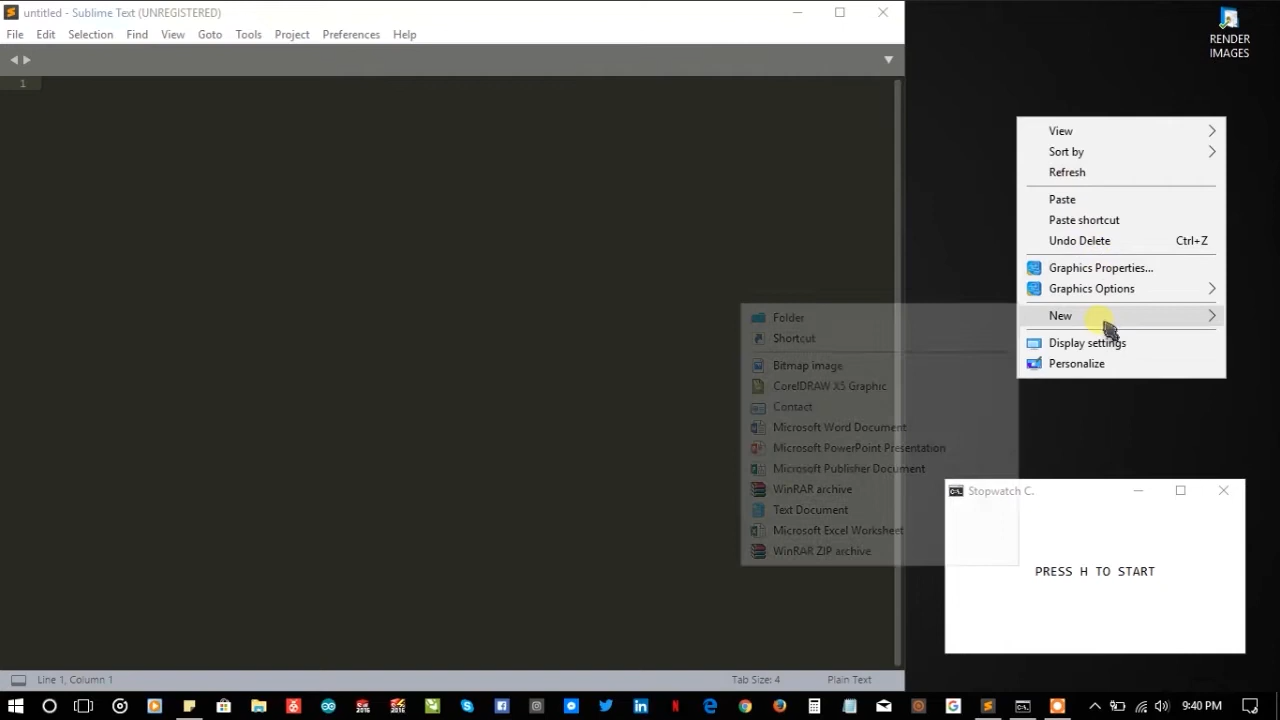 untitled - Sublime Text (UNREGISTERED)
File Edit Selection Find View Goto Tools Project Preferences Help
1
RENDER
IMAGES
View
Sort by
Refresh
Paste
Paste shortcut
Undo Delete Ctrl+Z
Graphics Properties...
Graphics Options
New
Display settings
Personalize
Folder
Shortcut
Bitmap image
CorelDRAW X5 Graphic
Contact
Microsoft Word Document
Microsoft PowerPoint Presentation
Microsoft Publisher Document
WinRAR archive
Text Document
Microsoft Excel Worksheet
WinRAR ZIP archive
Stopwatch C.
PRESS H TO START
Line 1, Column 1 Tab Size: 4 Plain Text
9:40 PM